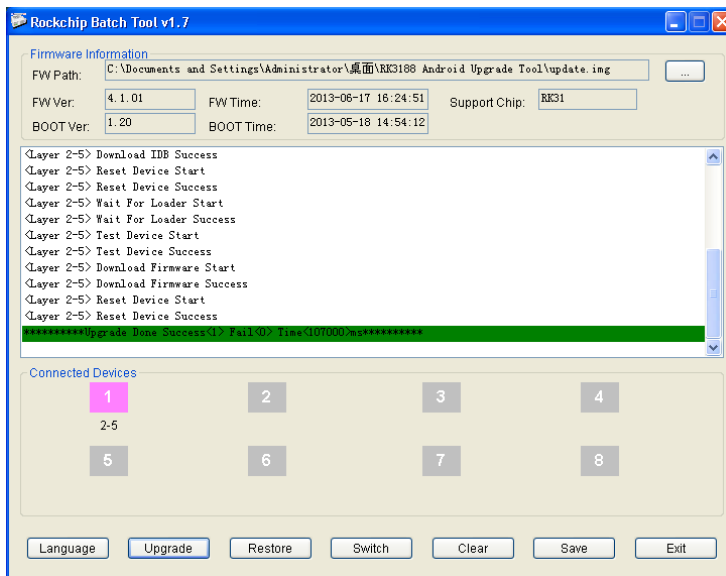 Rockchip Batch Tool v1.7
Firmware Information
FW Path: C:\Documents and Settings\Administrator\桌面\RK3188 Android Upgrade Tool\update.img ...
FW Ver: 4.1.01 FW Time: 2013-06-17 16:24:51 Support Chip: RK31
BOOT Ver: 1.20 BOOT Time: 2013-05-18 14:54:12
<Layer 2-5> Download IDB Success
<Layer 2-5> Reset Device Start
<Layer 2-5> Reset Device Success
<Layer 2-5> Wait For Loader Start
<Layer 2-5> Wait For Loader Success
<Layer 2-5> Test Device Start
<Layer 2-5> Test Device Success
<Layer 2-5> Download Firmware Start
<Layer 2-5> Download Firmware Success
<Layer 2-5> Reset Device Start
<Layer 2-5> Reset Device Success
**********Upgrade Done Success<1> Fail<0> Time<107000>ms**********
Connected Devices
1 2 3 4
2-5
5 6 7 8
Language Upgrade Restore Switch Clear Save Exit